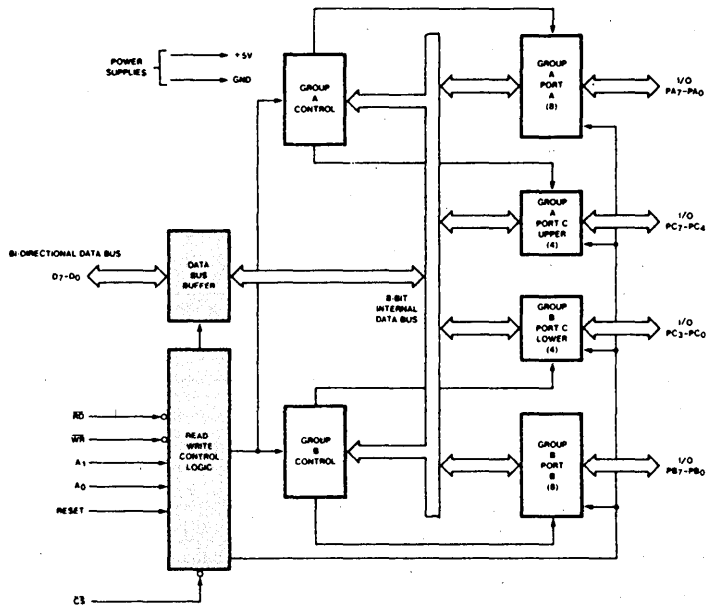 POWER
SUPPLIES
+5V
GND
GROUP
A
CONTROL
GROUP
A
PORT
A
(8)
I/O
PA7-PA0
GROUP
A
PORT C
UPPER
(4)
I/O
PC7-PC4
BI-DIRECTIONAL DATA BUS
D7-D0
DATA
BUS
BUFFER
8-BIT
INTERNAL
DATA BUS
GROUP
B
PORT C
LOWER
(4)
I/O
PC3-PC0
RD
WR
A1
A0
RESET
CS
READ
WRITE
CONTROL
LOGIC
GROUP
B
CONTROL
GROUP
B
PORT
B
(8)
I/O
PB7-PB0